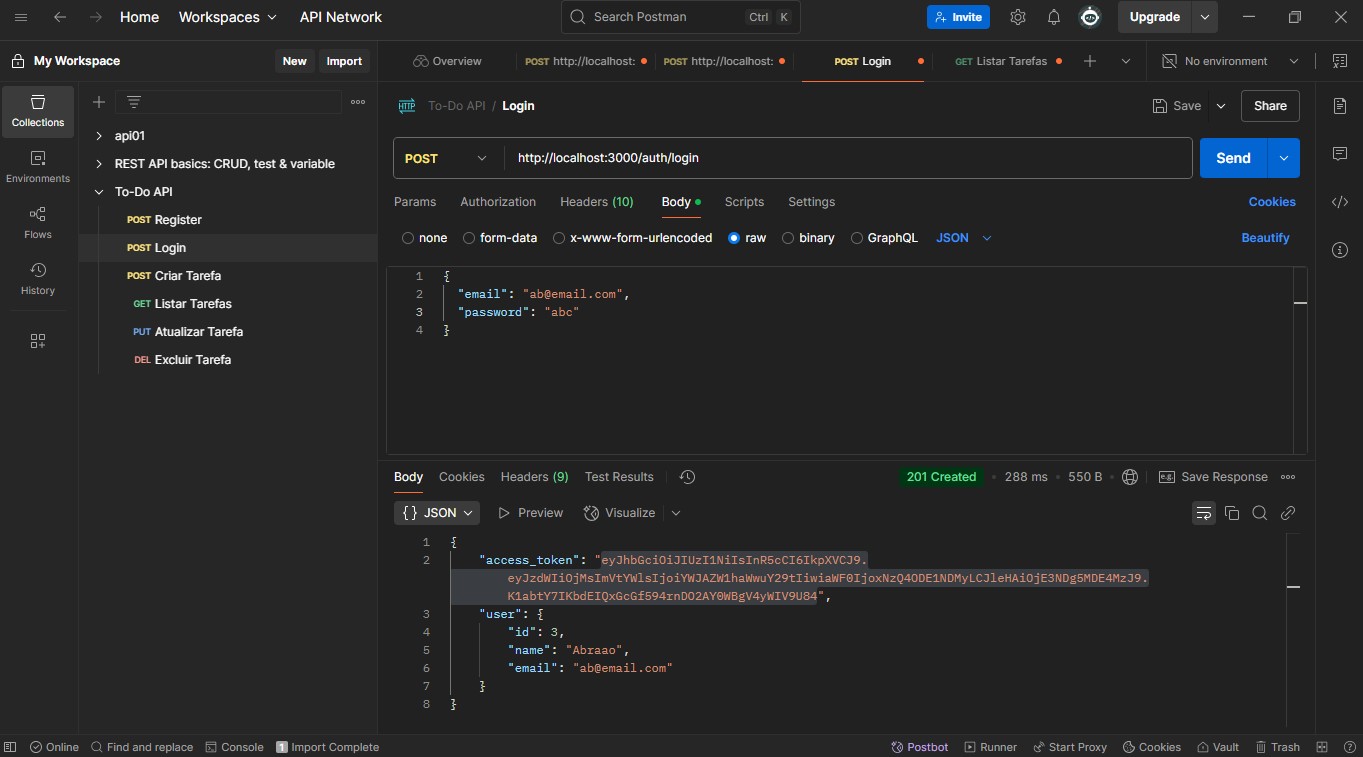 Home Workspaces API Network Search Postman Ctrl K Invite Upgrade
My Workspace New Import Overview POST http://localhost: POST http://localhost: POST Login GET Listar Tarefas No environment
Collections
Environments
Flows
History
api01
REST API basics: CRUD, test & variable
To-Do API
POST Register
POST Login
POST Criar Tarefa
GET Listar Tarefas
PUT Atualizar Tarefa
DEL Excluir Tarefa
HTTP To-Do API / Login Save Share
POST http://localhost:3000/auth/login Send
Params Authorization Headers (10) Body Scripts Settings Cookies
none form-data x-www-form-urlencoded raw binary GraphQL JSON Beautify
1 {
2 "email": "ab@email.com",
3 "password": "abc"
4 }
Body Cookies Headers (9) Test Results 201 Created 288 ms 550 B e.g. Save Response
{} JSON Preview Visualize
1 {
2 "access_token": "eyJhbGciOiJIUzI1NiIsInR5cCI6IkpXVCJ9.
eyJzdWIiOjMsImVtYWlsIjoiYWJAZW1haWwuY29tIiwiaWF0IjoxNzQ4ODE1NDMyLCJleHAiOjE3NDg5MDE4MzJ9.
K1abtY7IKbdEIQxGcGf594rnDO2AY0WBgV4yWIV9U84",
3 "user": {
4 "id": 3,
5 "name": "Abraao",
6 "email": "ab@email.com"
7 }
8 }
Online Find and replace Console 1 Import Complete Postbot Runner Start Proxy Cookies Vault Trash